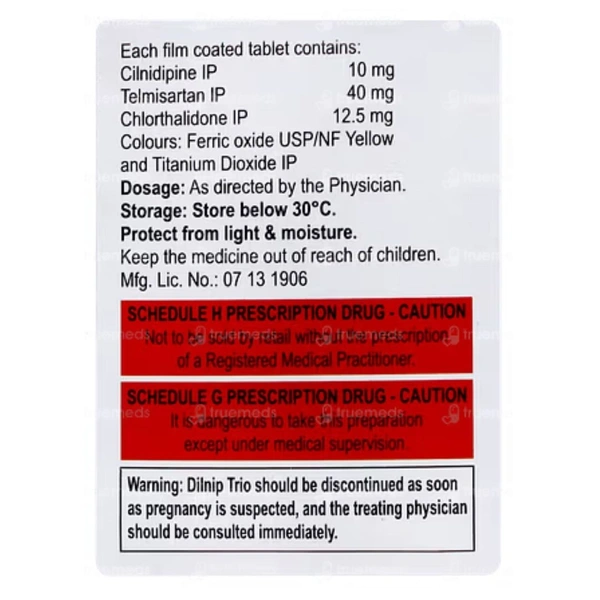 Each film coated tablet contains:
Cilnidipine IP 10 mg
Telmisartan IP 40 mg
Chlorthalidone IP 12.5 mg
Colours: Ferric oxide USP/NF Yellow
and Titanium Dioxide IP
Dosage: As directed by the Physician.
Storage: Store below 30°C.
Protect from light & moisture.
Keep the medicine out of reach of children.
Mfg. Lic. No.: 07 13 1906
SCHEDULE H PRESCRIPTION DRUG - CAUTION
Not to be sold by retail without the prescription
of a Registered Medical Practitioner.
SCHEDULE G PRESCRIPTION DRUG - CAUTION
It is dangerous to take this preparation
except under medical supervision.
Warning: Dilnip Trio should be discontinued as soon
as pregnancy is suspected, and the treating physician
should be consulted immediately.
truemeds